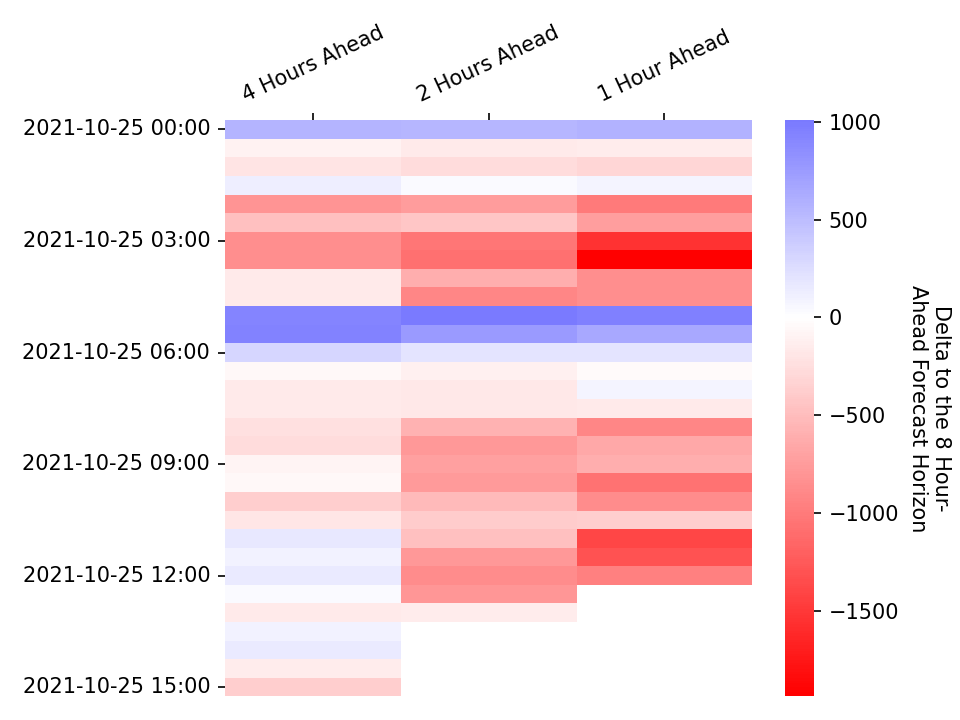 4 Hours Ahead
2 Hours Ahead
1 Hour Ahead
2021-10-25 00:00
2021-10-25 03:00
2021-10-25 06:00
2021-10-25 09:00
2021-10-25 12:00
2021-10-25 15:00
1000
500
0
−500
−1000
−1500
Delta to the 8 Hour-
Ahead Forecast Horizon